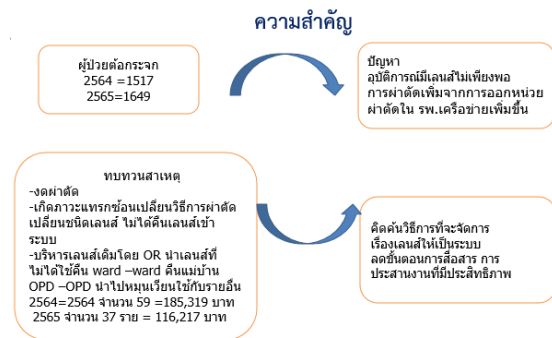 ความสำคัญ
ผู้ป่วยต้อกระจก
2564 =1517
2565=1649
ปัญหา
อุบัติการณ์มีเลนส์ไม่เพียงพอ
การผ่าตัดเพิ่มจากการออกหน่วย
ผ่าตัดใน รพ.เครือข่ายเพิ่มขึ้น
ทบทวนสาเหตุ
-งดผ่าตัด
-เกิดภาวะแทรกซ้อนเปลี่ยนวิธีการผ่าตัด
เปลี่ยนชนิดเลนส์ ไม่ได้คืนเลนส์เข้า
ระบบ
-บริหารเลนส์เดิมโดย OR นำเลนส์ที่
ไม่ได้ใช้คืน ward –ward คืนแม่บ้าน
OPD –OPD นำไปหมุนเวียนใช้กับรายอื่น
2564=2564 จำนวน 59 =185,319 บาท
2565 จำนวน 37 ราย = 116,217 บาท
คิดค้นวิธีการที่จะจัดการ
เรื่องเลนส์ให้เป็นระบบ
ลดขั้นตอนการสื่อสาร การ
ประสานงานที่มีประสิทธิภาพ